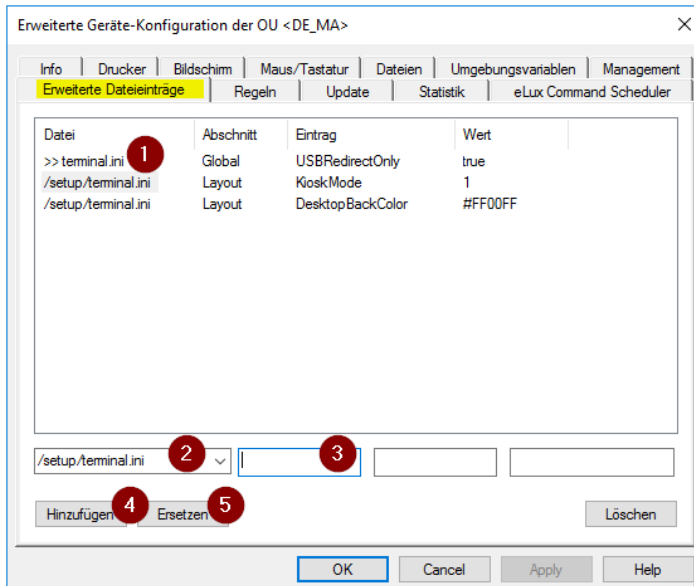 Erweiterte Geräte-Konfiguration der OU <DE_MA>
Info Drucker Bildschirm Maus/Tastatur Dateien Umgebungsvariablen Management
Erweiterte Dateieinträge Regeln Update Statistik eLux Command Scheduler
Datei Abschnitt Eintrag Wert
>> terminal.ini 1 Global USBRedirectOnly true
/setup/terminal.ini Layout KioskMode 1
/setup/terminal.ini Layout DesktopBackColor #FF00FF
/setup/terminal.ini 2 3
Hinzufügen 4 Ersetzen 5 Löschen
OK Cancel Apply Help